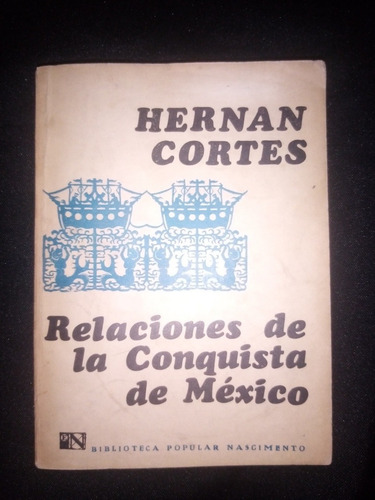 HERNAN
CORTES
Relaciones de
la Conquista
de México
N BIBLIOTECA POPULAR NASCIMENTO